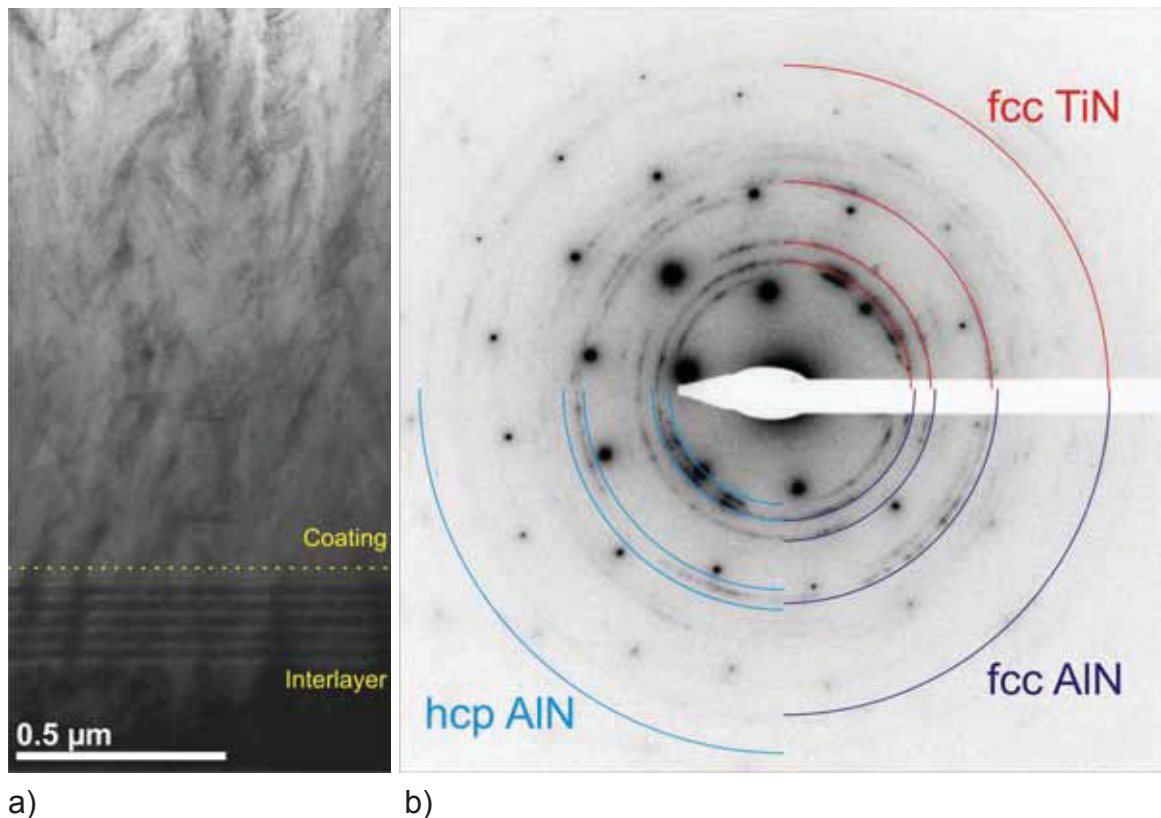 fcc TiN
Coating
Interlayer
0.5 µm
hcp AlN
fcc AlN
a)
b)